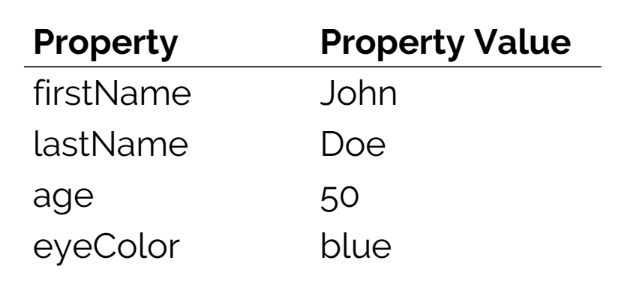 Property Property Value
firstName John
lastName Doe
age 50
eyeColor blue